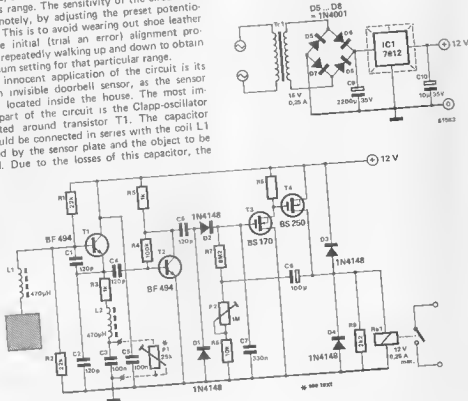 s range. The sensitivity of the
motely, by adjusting the preset potentio-
This is to avoid wearing out shoe leather
e initial (trial an error) alignment pro-
repeatedly walking up and down to obtain
um setting for that particular range.
innocent application of the circuit is its
n invisible doorbell sensor, as the sensor
located inside the house. The most im-
part of the circuit is the Clapp-oscillator
ted around transistor T1. The capacitor
uld be connected in series with the coil L1
d by the sensor plate and the object to be
d. Due to the losses of this capacitor, the
D5 ... D8
= 1N4001
Tr1
D5
D6
D7
D8
15 V
0,25 A
IC1
7812
12 V
C9
2200µ 35V
C10
10µ 35V
0
12 V
R1
22k
R3
1k
R5
1k
T1
BF 494
C1
120p
C4
120p
R4
100k
C6
120p
1N4148
D2
T2
BF 494
R6
T3
BS 170
T4
BS 250
R7
8M2
C8
100µ
D3
1N4148
L1
470µH
L2
470µH
P1
25k
*
P2
1M
R2
22k
C2
120p
C3
100n
C5
100n
D1
1N4148
10k
C7
330n
D4
1N4148
R9
2k2
Re1
12 V
0,25 A
max.
* see text